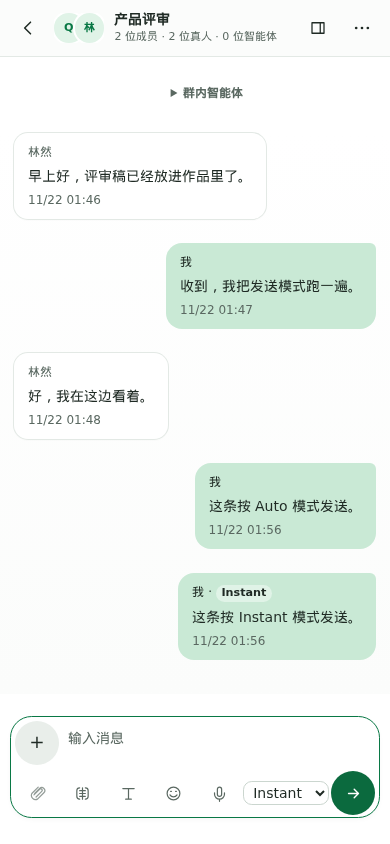 Q 林 产品评审
2 位成员 · 2 位真人 · 0 位智能体
▶ 群内智能体
林然
早上好，评审稿已经放进作品里了。
11/22 01:46
我
收到，我把发送模式跑一遍。
11/22 01:47
林然
好，我在这边看着。
11/22 01:48
我
这条按 Auto 模式发送。
11/22 01:56
我 · Instant
这条按 Instant 模式发送。
11/22 01:56
输入消息
Instant